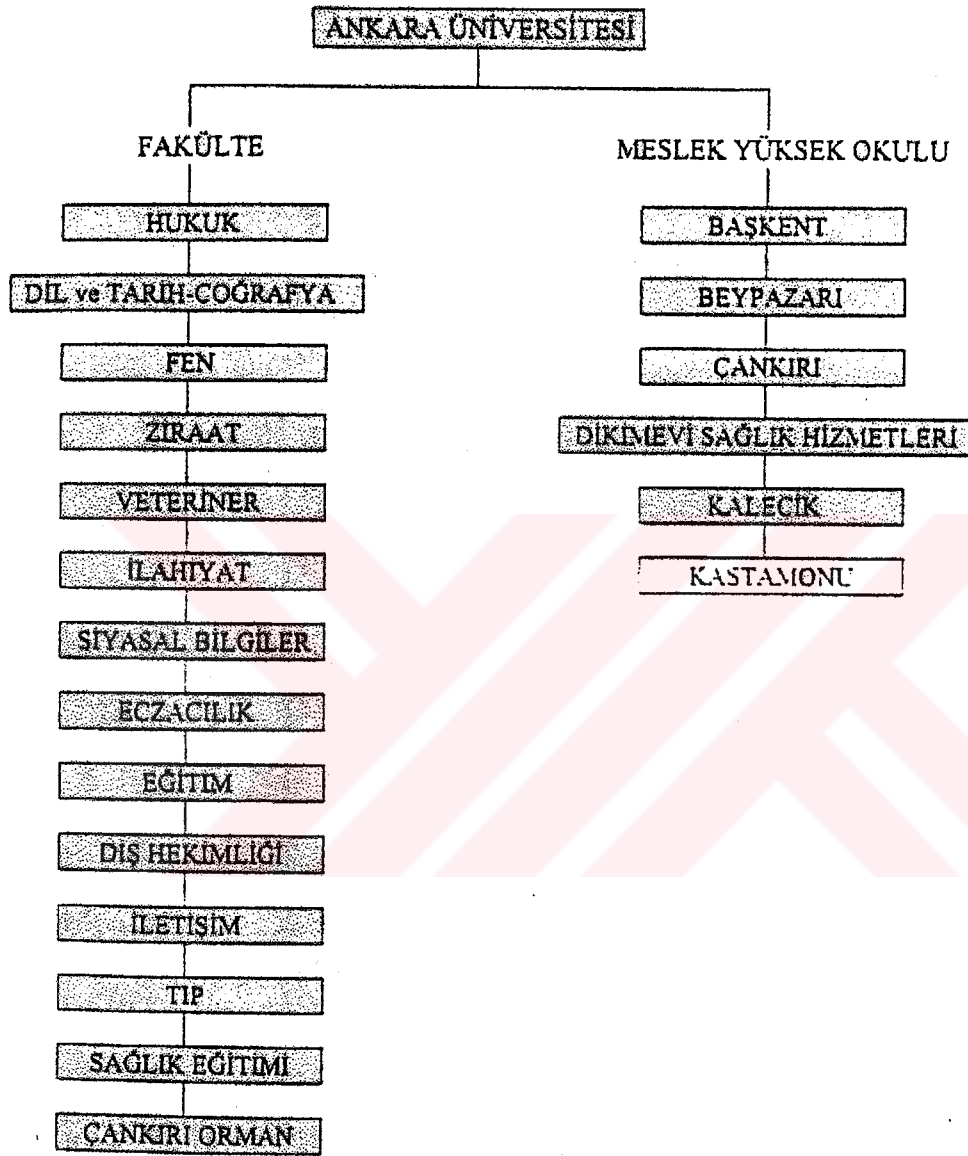 ANKARA ÜNİVERSİTESİ
FAKÜLTE
HUKUK
DİL ve TARİH-COĞRAFYA
FEN
ZİRAAT
VETERİNER
İLAHİYAT
SİYASAL BİLGİLER
ECZACILIK
EĞİTİM
DİŞ HEKİMLİĞİ
İLETİŞİM
TIP
SAĞLIK EĞİTİMİ
ÇANKIRI ORMAN
MESLEK YÜKSEK OKULU
BAŞKENT
BEYPAZARI
ÇANKIRI
DİKİMEVİ SAĞLIK HİZMETLERİ
KALECİK
KASTAMONU